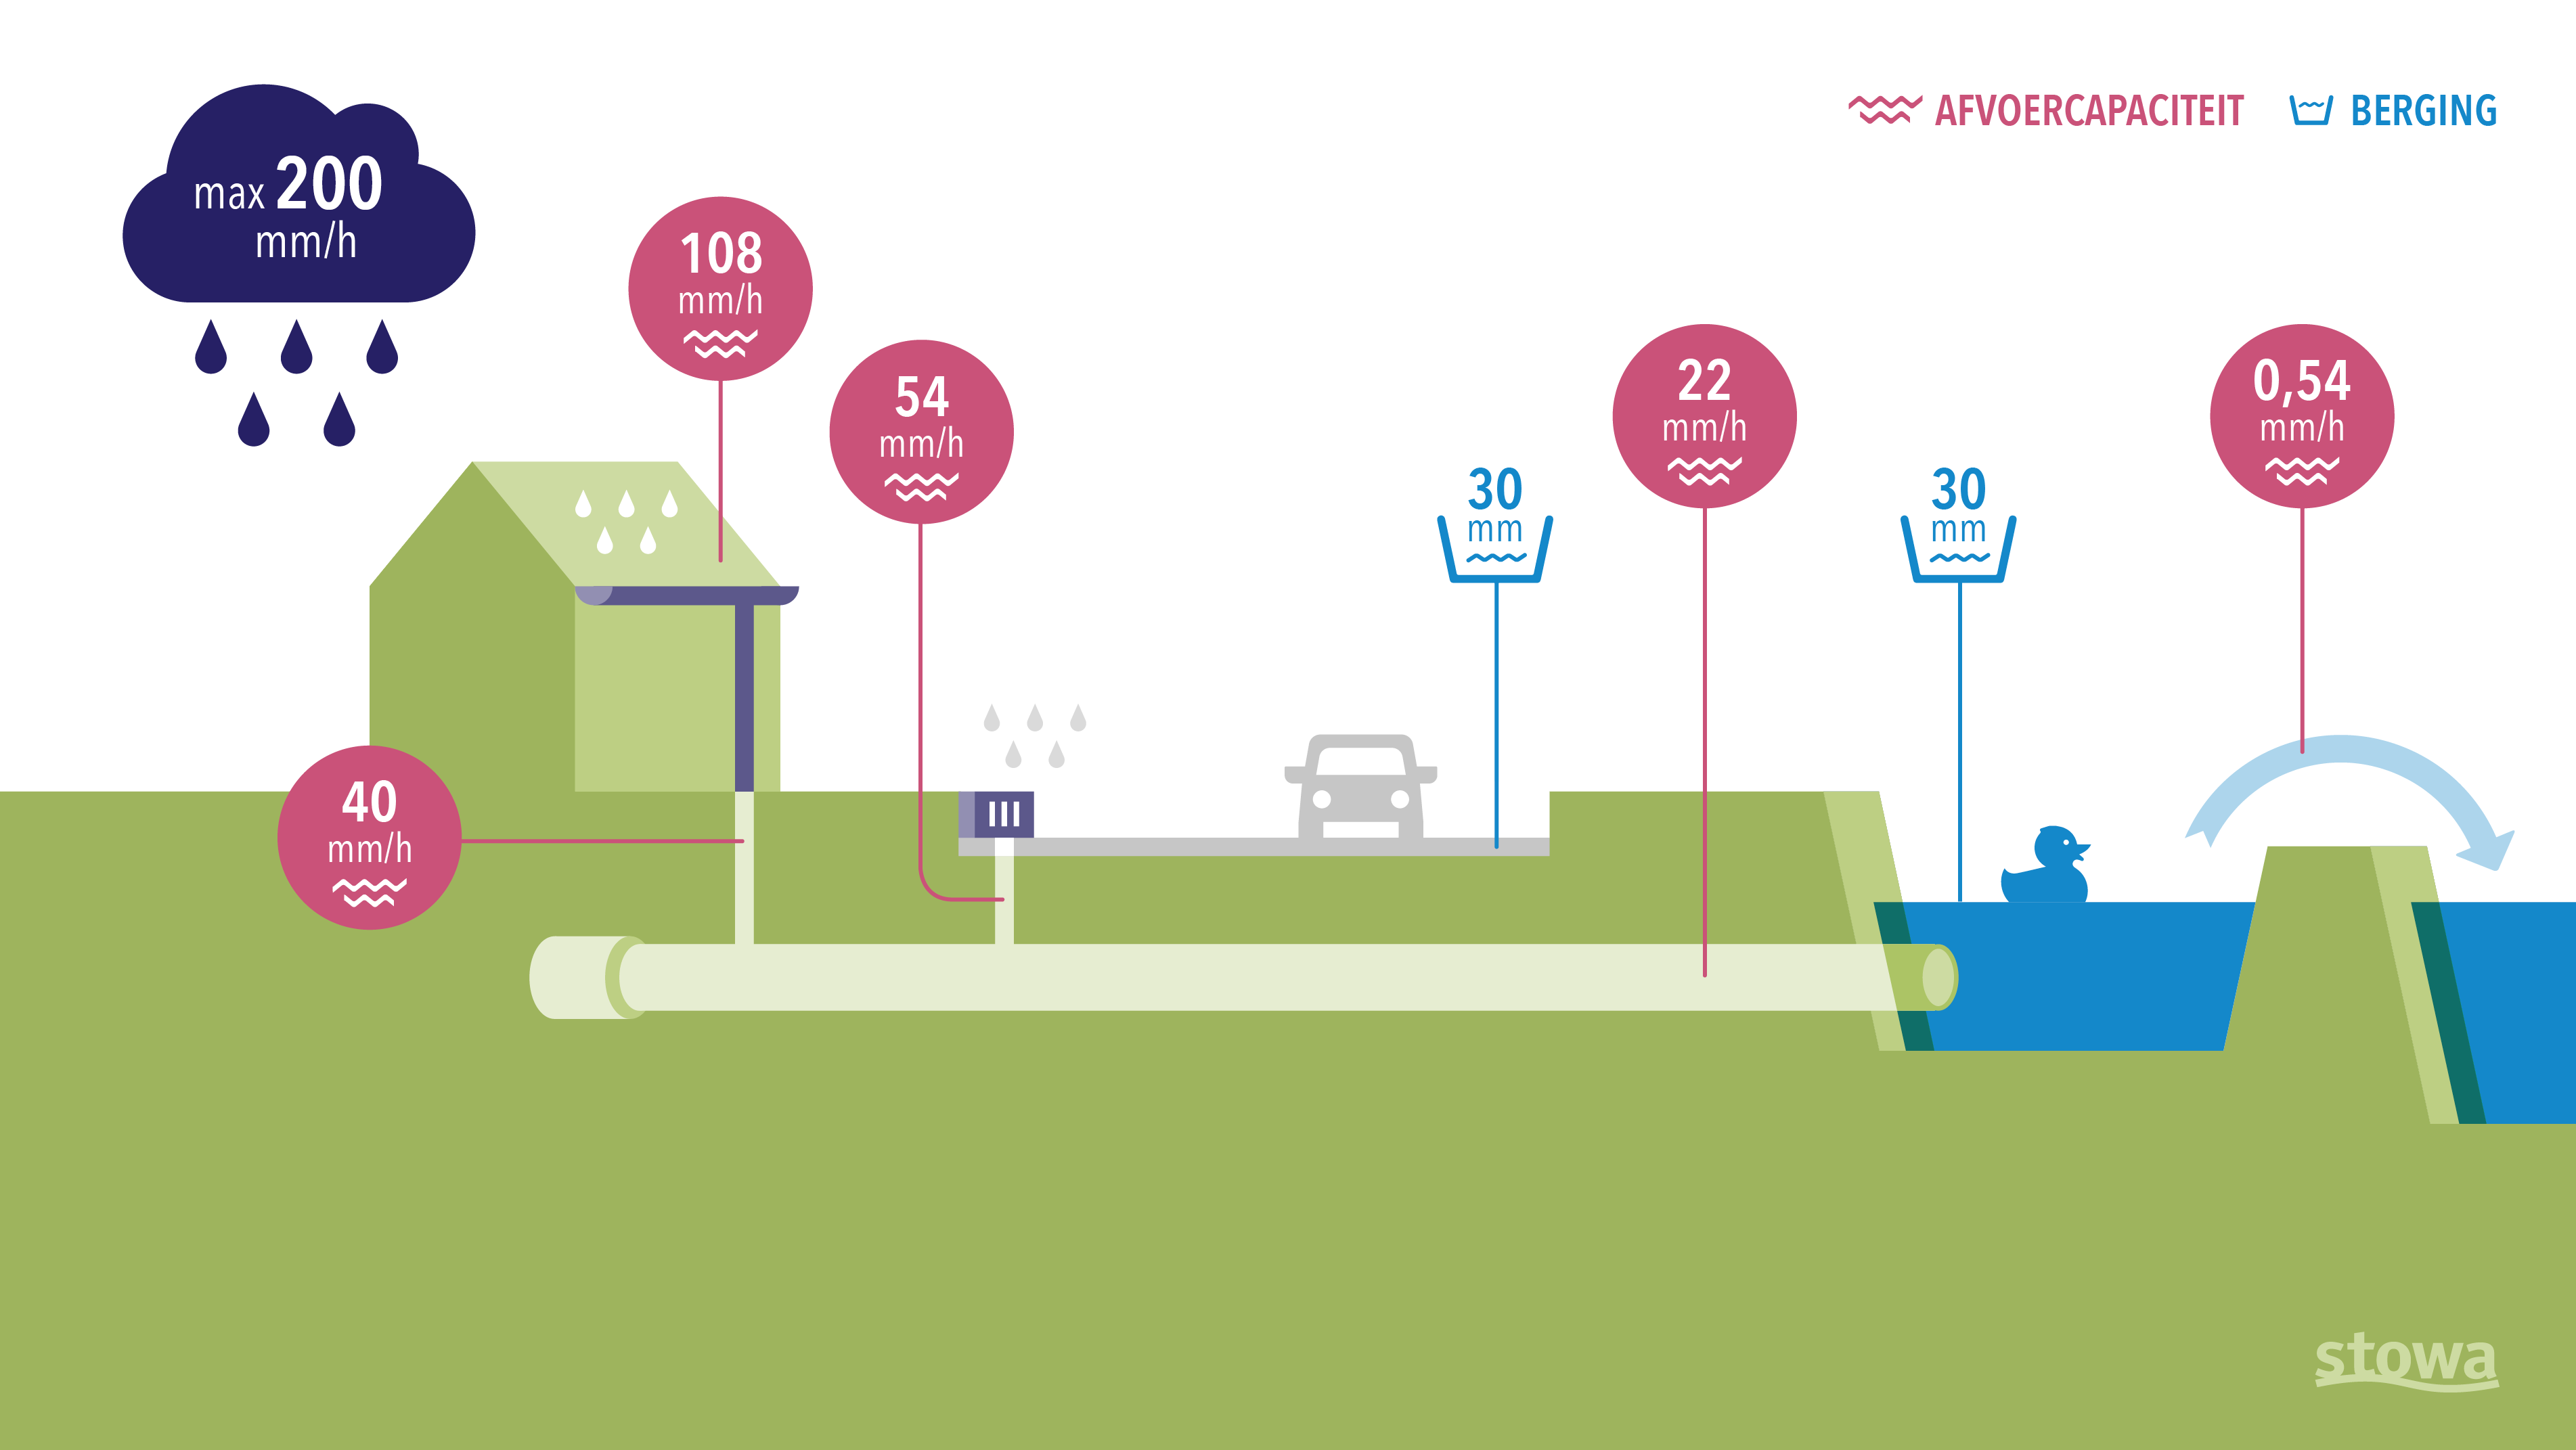 AFVOERCAPACITEIT
BERGING
max 200
mm/h
108
mm/h
54
mm/h
22
mm/h
0,54
mm/h
30
mm
30
mm
40
mm/h
stowa